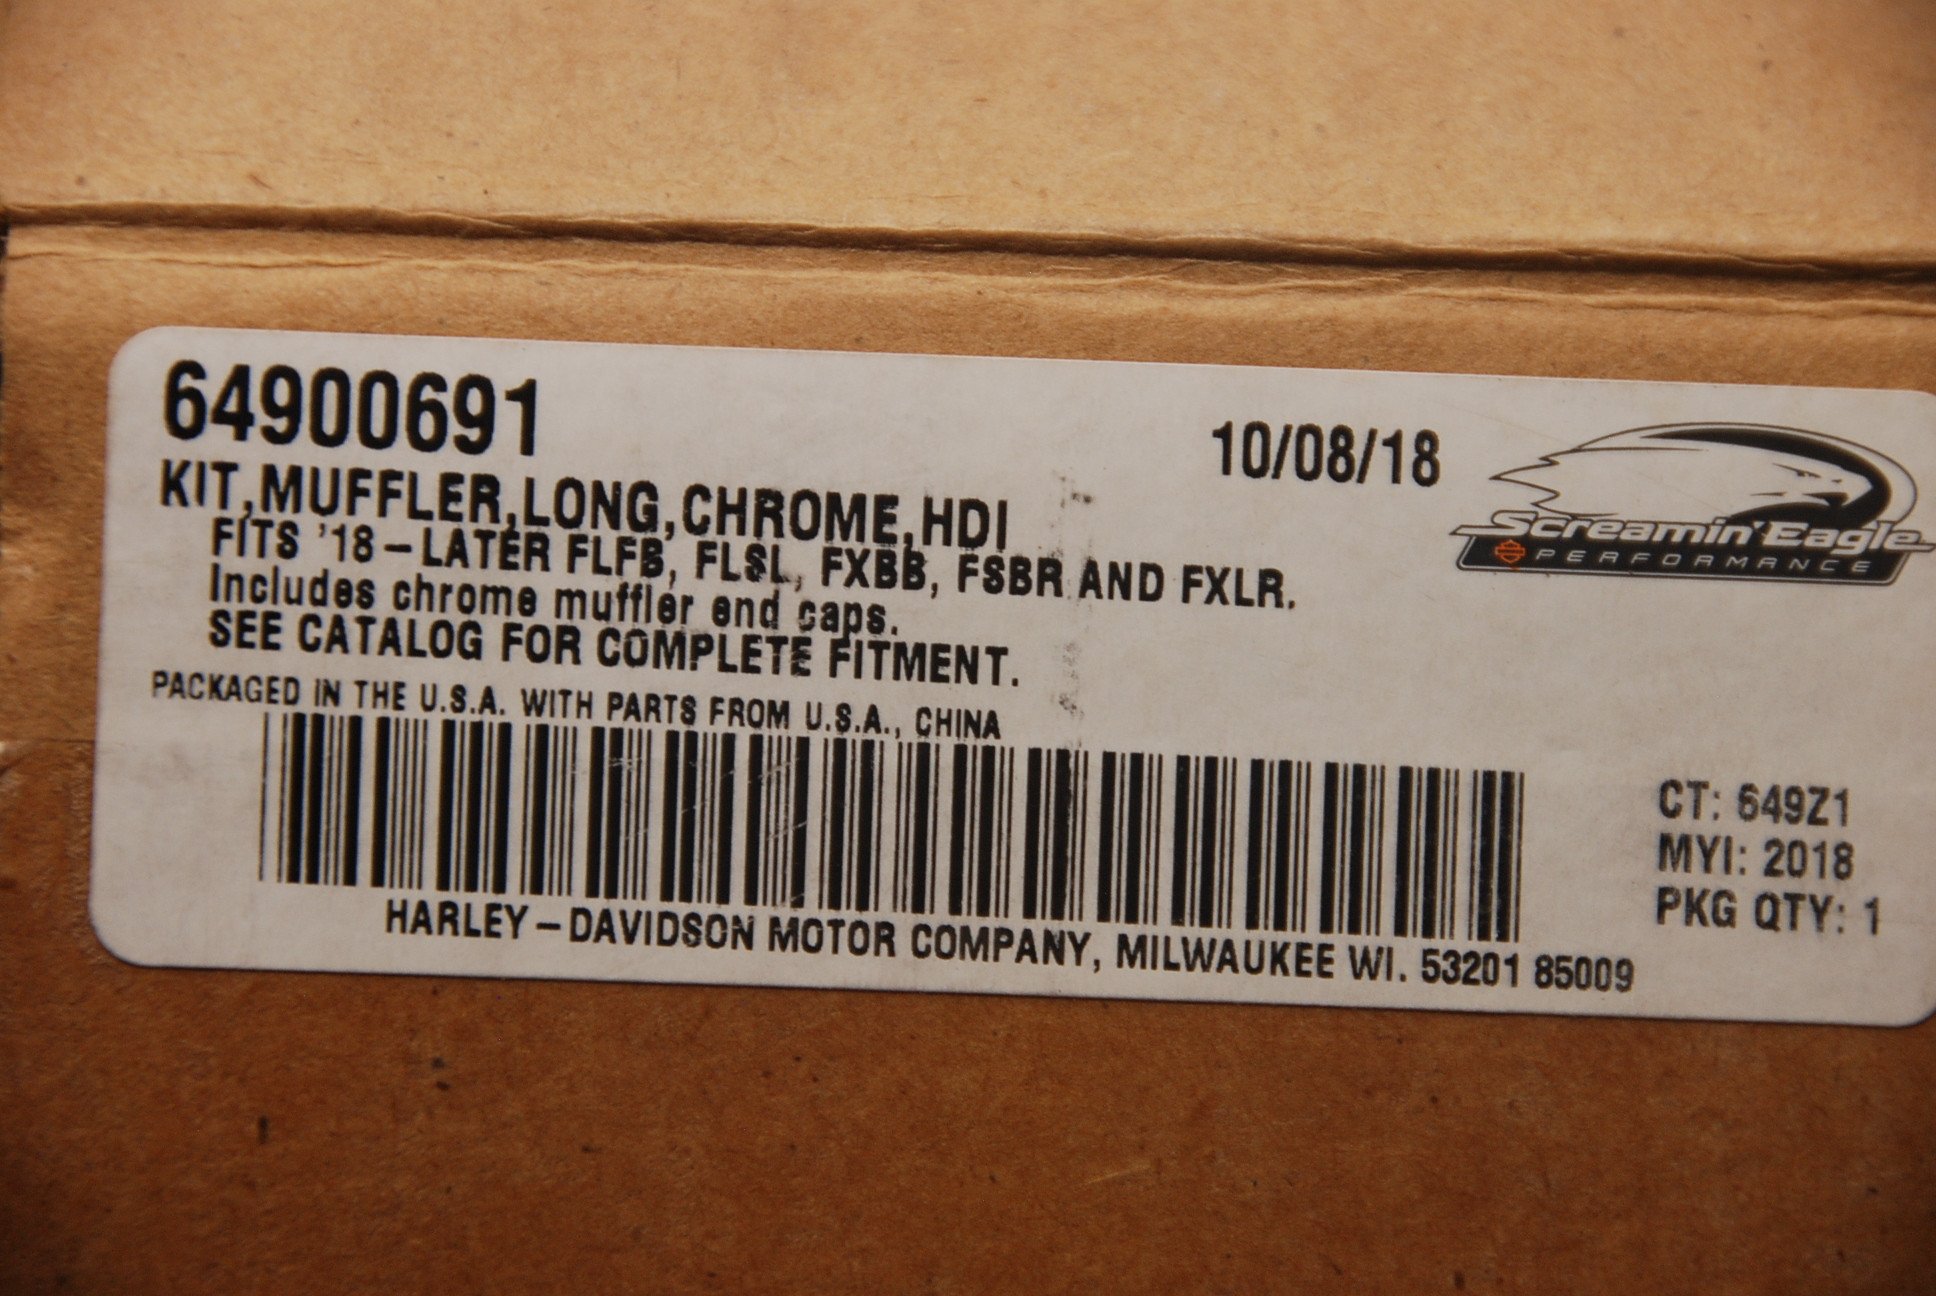 64900691
10/08/18
KIT,MUFFLER,LONG,CHROME,HDI
FITS '18-LATER FLFB, FLSL, FXBB, FSBR AND FXLR.
Includes chrome muffler end caps.
SEE CATALOG FOR COMPLETE FITMENT.
PACKAGED IN THE U.S.A. WITH PARTS FROM U.S.A., CHINA
Screamin' Eagle
PERFORMANCE
CT: 649Z1
MYI: 2018
PKG QTY: 1
HARLEY-DAVIDSON MOTOR COMPANY, MILWAUKEE WI. 53201 85009